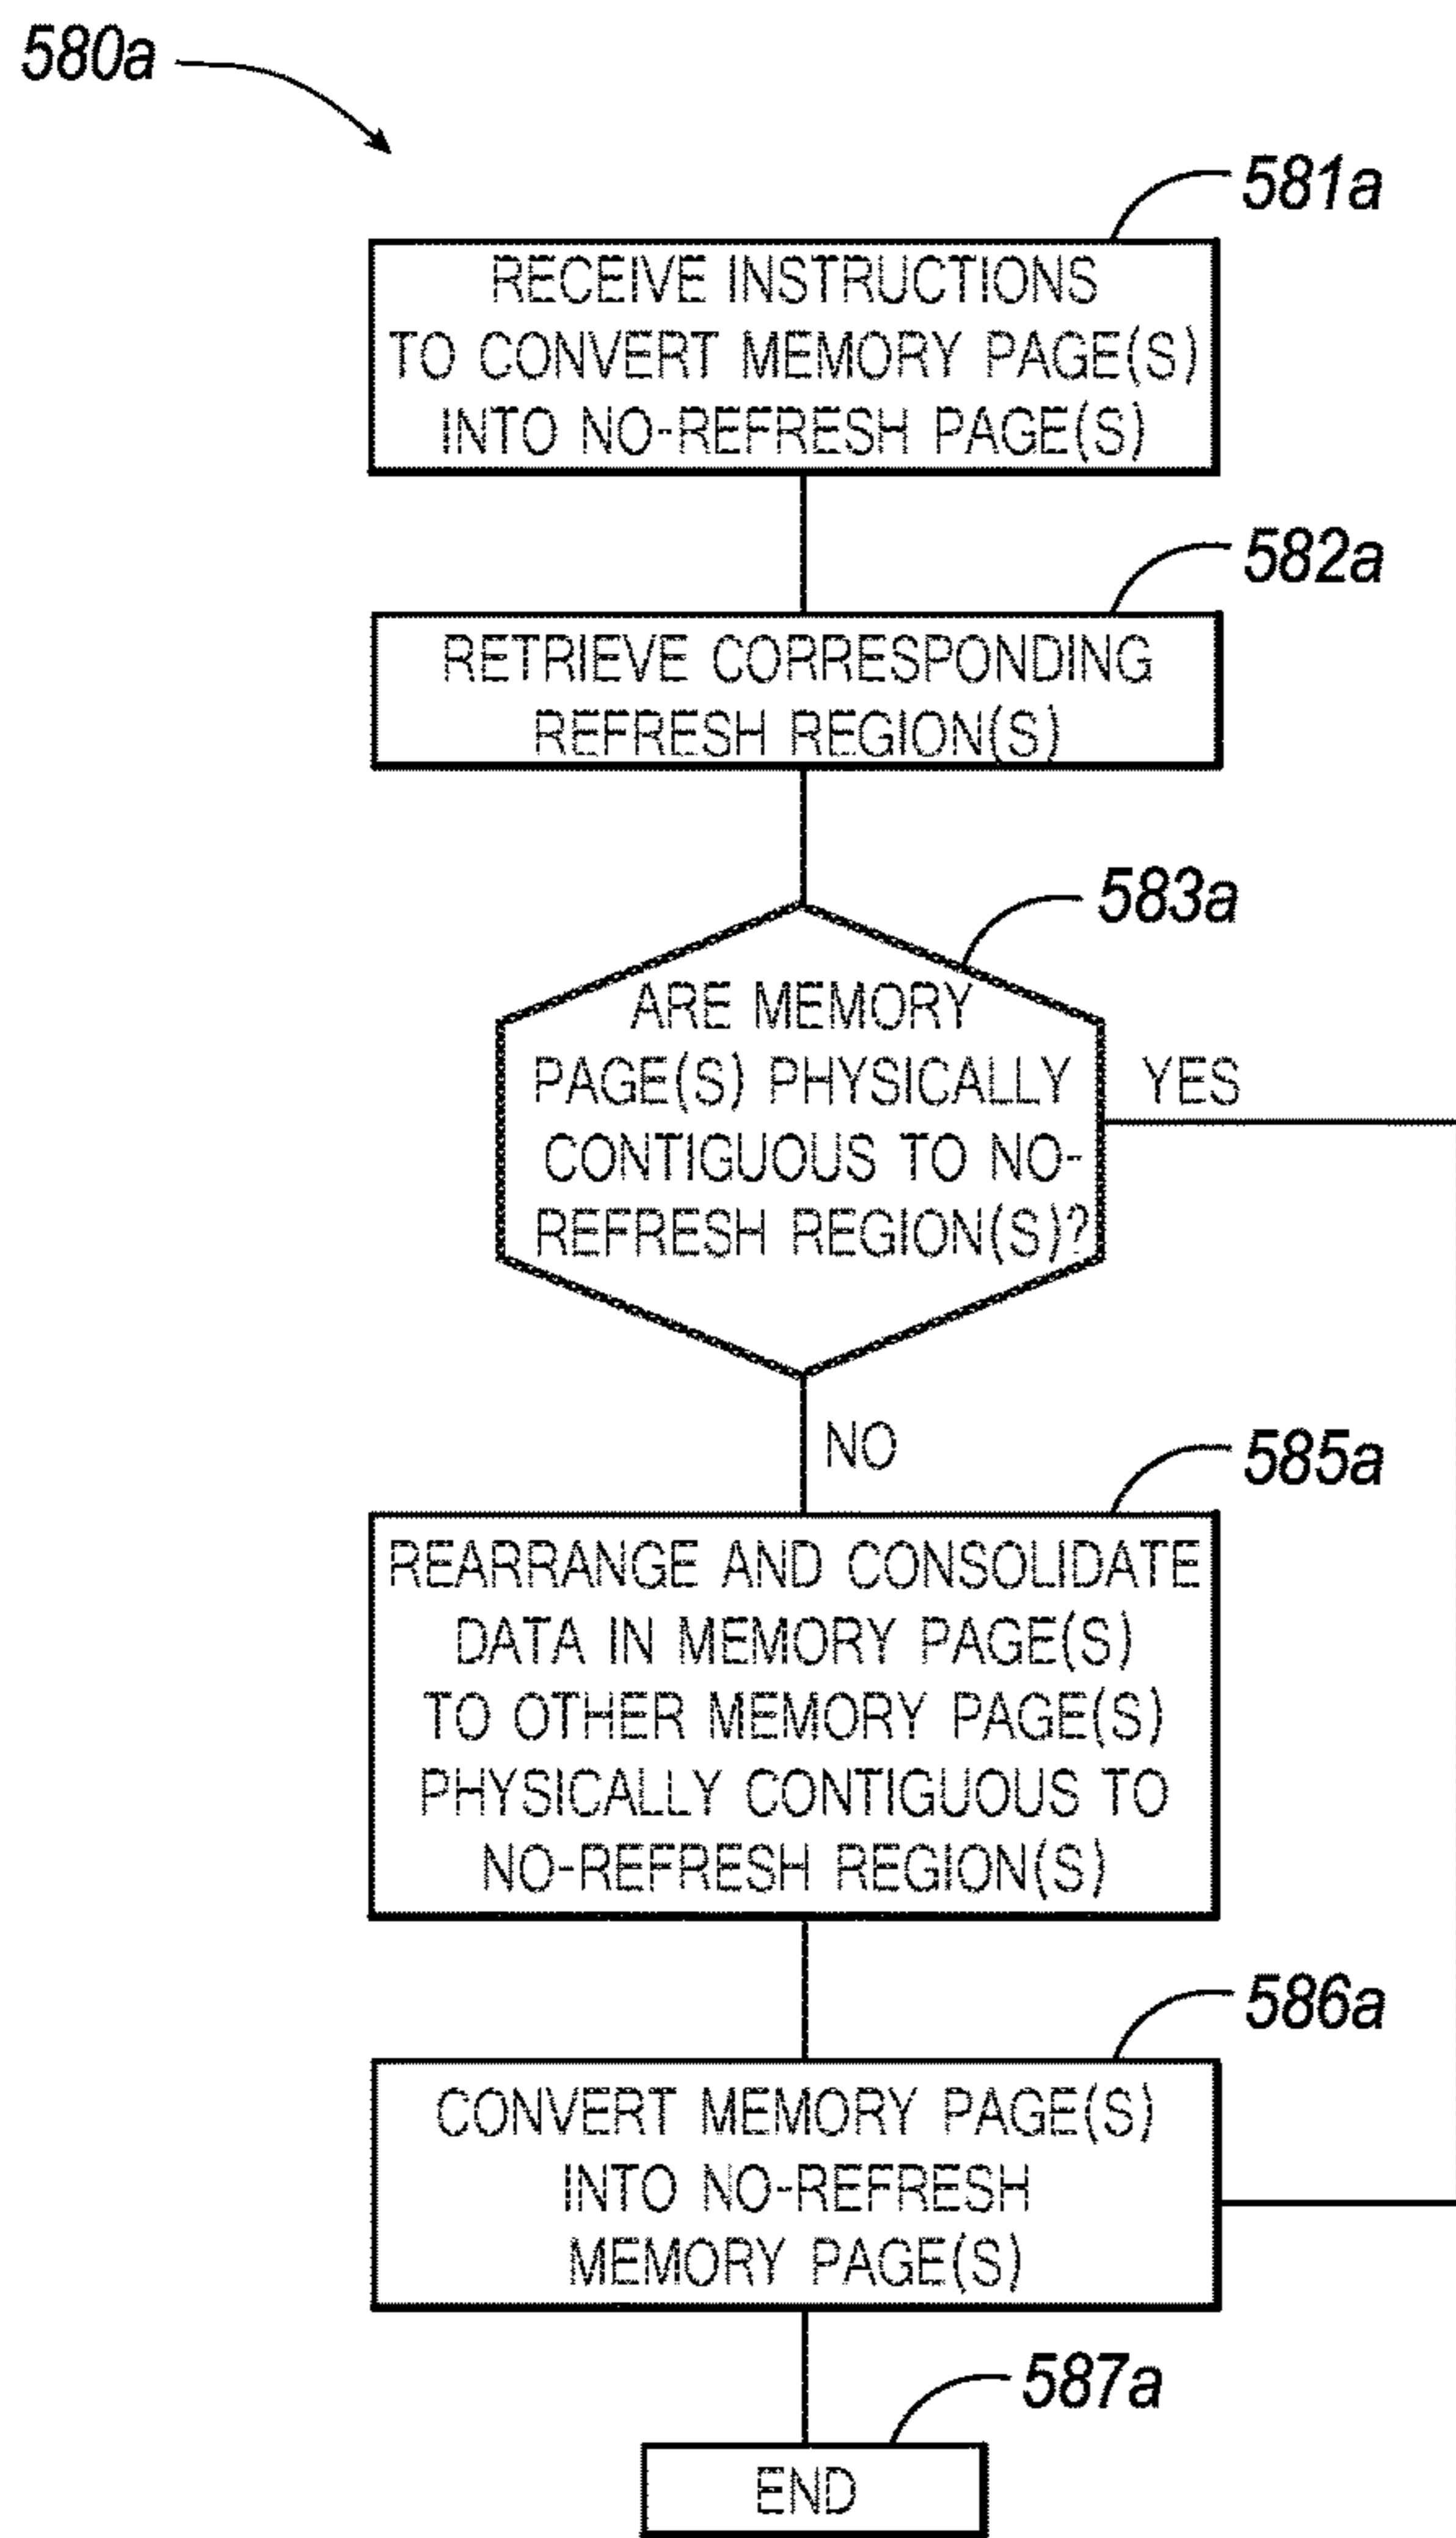 580a
581a
RECEIVE INSTRUCTIONS
TO CONVERT MEMORY PAGE(S)
INTO NO-REFRESH PAGE(S)
582a
RETRIEVE CORRESPONDING
REFRESH REGION(S)
583a
ARE MEMORY
PAGE(S) PHYSICALLY
CONTIGUOUS TO NO-
REFRESH REGION(S)?
YES
NO
585a
REARRANGE AND CONSOLIDATE
DATA IN MEMORY PAGE(S)
TO OTHER MEMORY PAGE(S)
PHYSICALLY CONTIGUOUS TO
NO-REFRESH REGION(S)
586a
CONVERT MEMORY PAGE(S)
INTO NO-REFRESH
MEMORY PAGE(S)
587a
END